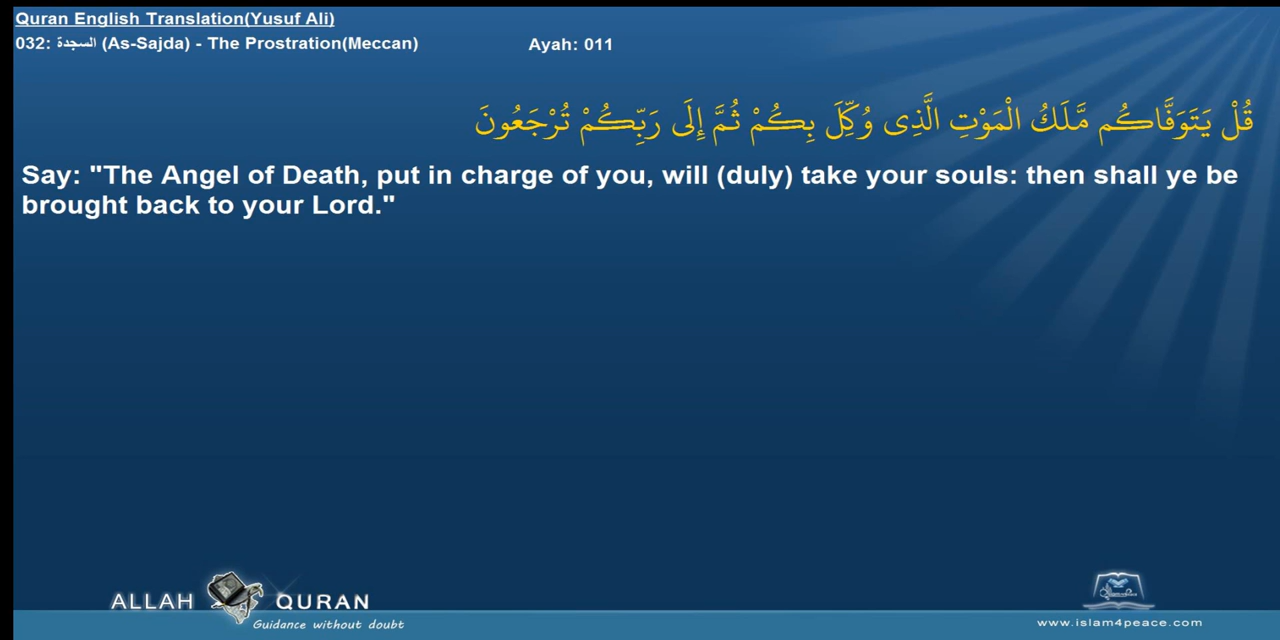 Quran English Translation(Yusuf Ali)
032: السجدة (As-Sajda) - The Prostration(Meccan) Ayah: 011
قُلْ يَتَوَفَّاكُم مَّلَكُ الْمَوْتِ الَّذِى وُكِّلَ بِكُمْ ثُمَّ إِلَى رَبِّكُمْ تُرْجَعُونَ
Say: "The Angel of Death, put in charge of you, will (duly) take your souls: then shall ye be
brought back to your Lord."
ALLAH QURAN
Guidance without doubt
www.islam4peace.com